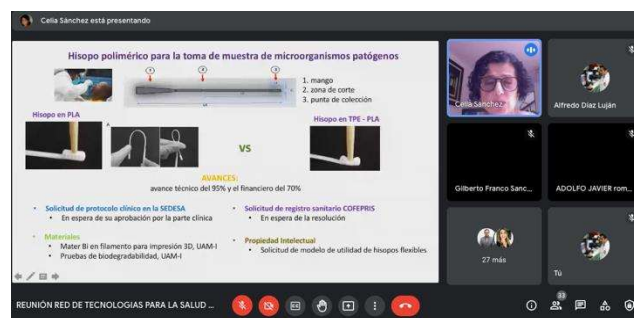 Celia Sánchez está presentando
Hisopo polimérico para la toma de muestra de microorganismos patógenos
1. mango
2. zona de corte
3. punta de colección
Hisopo en PLA
Hisopo en TPE - PLA
VS
AVANCES:
avance técnico del 95% y el financiero del 70%
• Solicitud de protocolo clínico en la SEDESA
• En espera de su aprobación por la parte clínica
• Materiales
• Mater Bi en filamento para impresión 3D, UAM-I
• Pruebas de biodegradabilidad, UAM-I
• Solicitud de registro sanitario COFEPRIS
• En espera de la resolución
• Propiedad Intelectual
• Solicitud de modelo de utilidad de hisopos flexibles
Celia Sánchez
Alfredo Díaz Luján
Gilberto Franco Sanc...
ADOLFO JAVIER rom...
27 más
Tú
REUNIÓN RED DE TECNOLOGIAS PARA LA SALUD ...
33